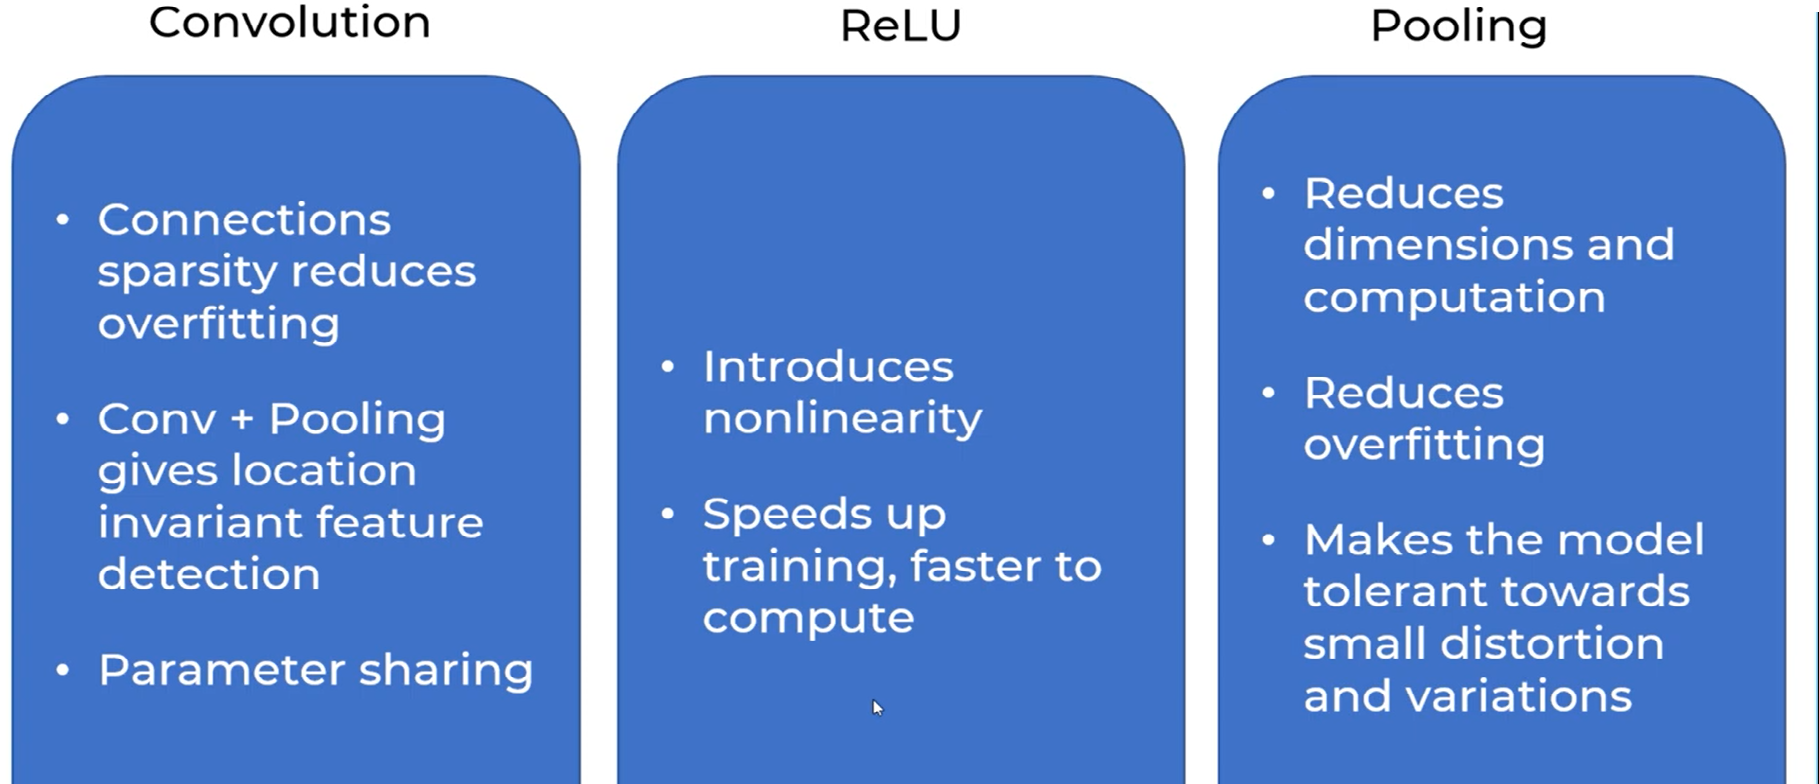 Convolution
• Connections
sparsity reduces
overfitting
• Conv + Pooling
gives location
invariant feature
detection
• Parameter sharing
ReLU
• Introduces
nonlinearity
• Speeds up
training, faster to
compute
Pooling
• Reduces
dimensions and
computation
• Reduces
overfitting
• Makes the model
tolerant towards
small distortion
and variations